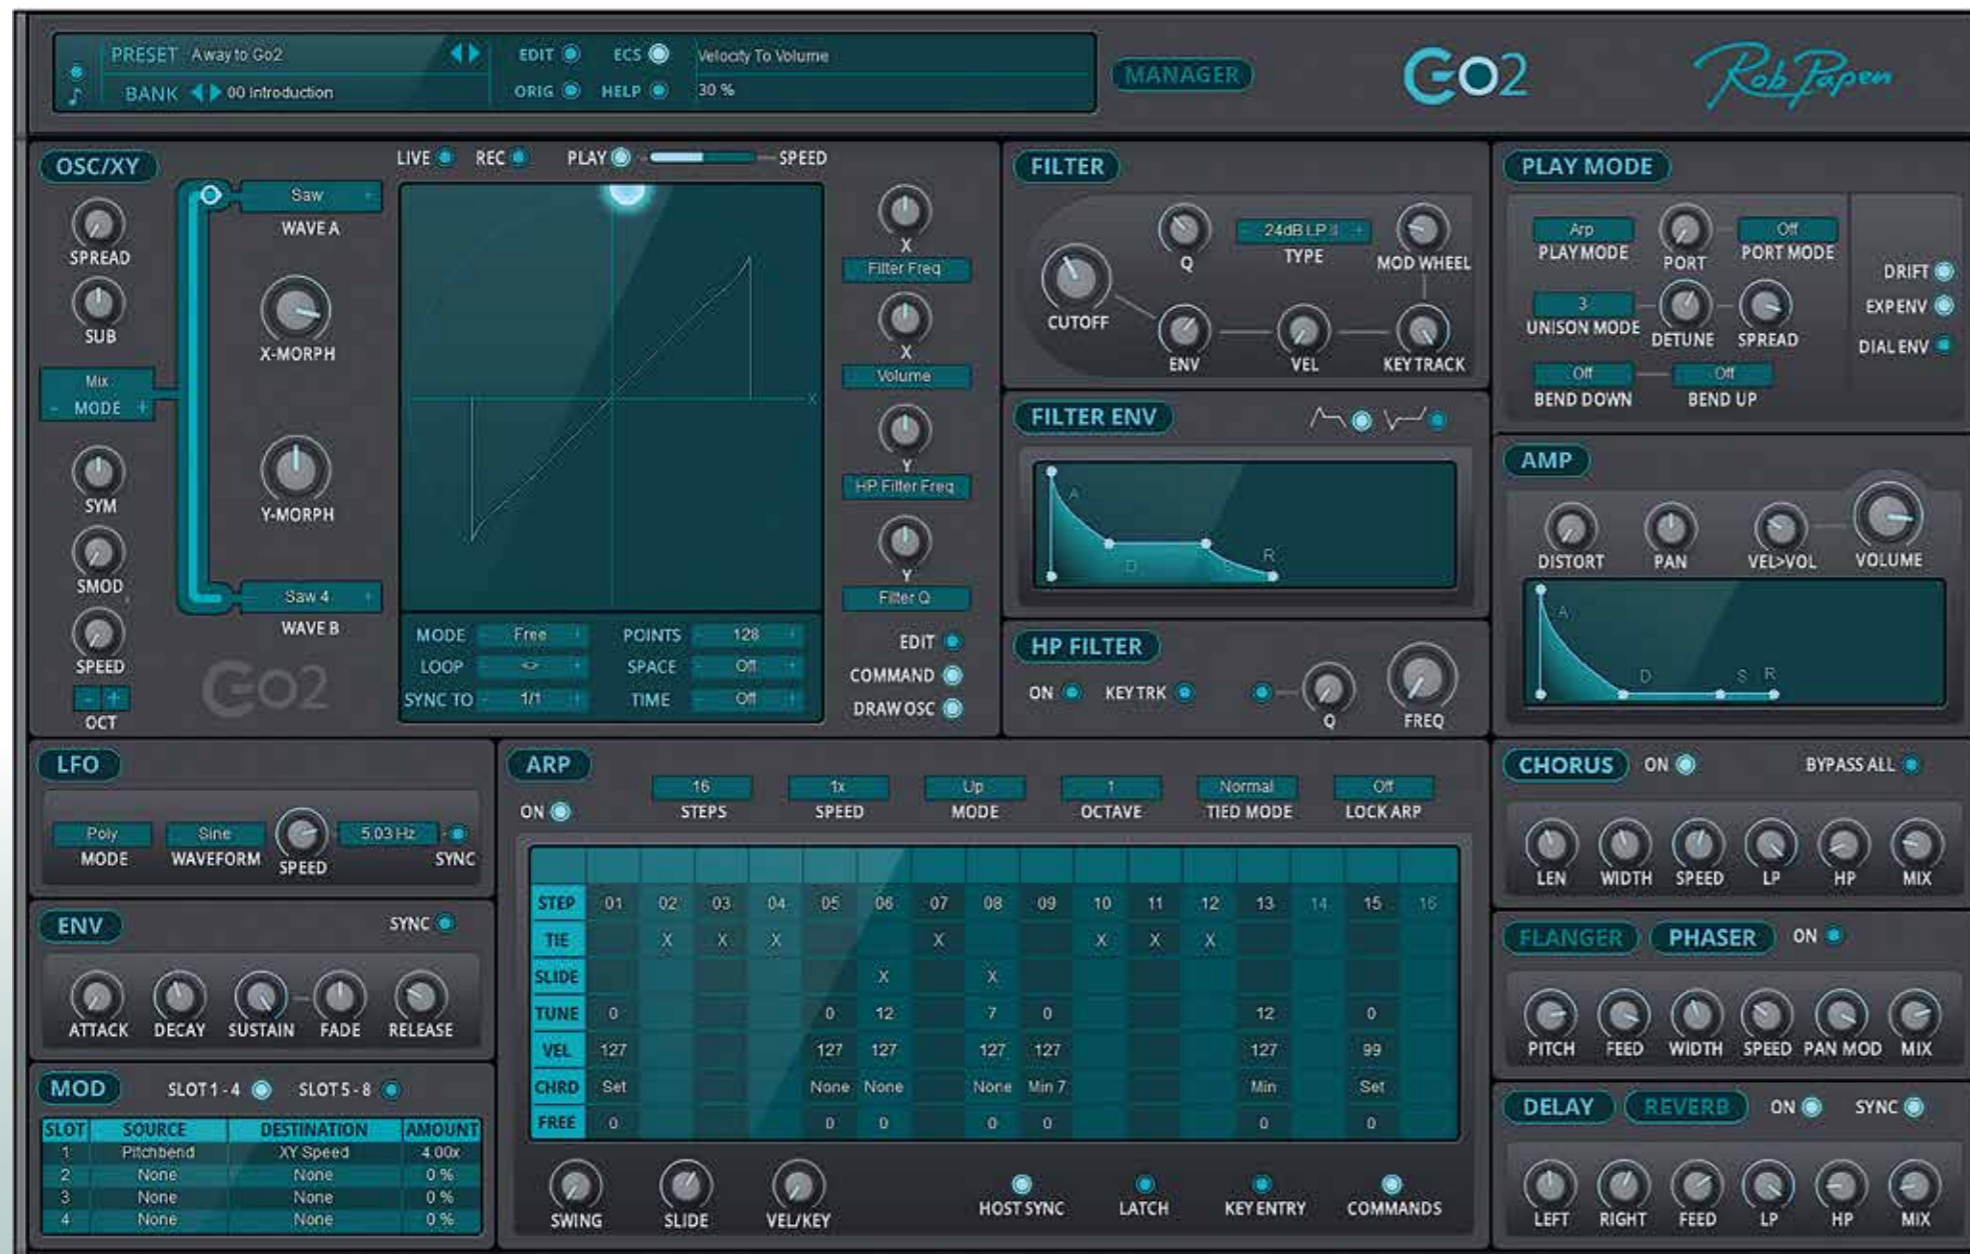 PRESET Away to Go2 EDIT ECS Velocity To Volume
BANK 00 Introduction ORIG HELP 30 %
MANAGER
Go2
Rob Papen
OSC/XY
LIVE REC PLAY SPEED
SPREAD
SUB
Mix
- MODE +
SYM
SMOD
SPEED
- +
OCT
Saw +
WAVE A
X-MORPH
Y-MORPH
- Saw 4 +
WAVE B
Go2
X
MODE - Free + POINTS - 128 +
LOOP - <> + SPACE - Off +
SYNC TO - 1/1 + TIME - Off +
X
Filter Freq
X
Volume
Y
HP Filter Freq
Y
Filter Q
EDIT
COMMAND
DRAW OSC
FILTER
CUTOFF
Q
- 24dB LP +
TYPE
MOD WHEEL
ENV VEL KEY TRACK
FILTER ENV
A D S R
HP FILTER
ON KEY TRK Q FREQ
PLAY MODE
Arp Off
PLAY MODE PORT PORT MODE
3
UNISON MODE DETUNE SPREAD
Off Off
BEND DOWN BEND UP
DRIFT
EXP ENV
DIAL ENV
AMP
DISTORT PAN VEL>VOL VOLUME
A D S R
LFO
Poly Sine 5.03 Hz
MODE WAVEFORM SPEED SYNC
ENV SYNC
ATTACK DECAY SUSTAIN FADE RELEASE
MOD SLOT 1 - 4 SLOT 5 - 8
SLOT SOURCE DESTINATION AMOUNT
1 Pitchbend XY Speed 4.00x
2 None None 0 %
3 None None 0 %
4 None None 0 %
ARP
16 1x Up 1 Normal Off
ON STEPS SPEED MODE OCTAVE TIED MODE LOCK ARP
STEP 01 02 03 04 05 06 07 08 09 10 11 12 13 14 15 16
TIE X X X X X X X
SLIDE X X
TUNE 0 0 12 7 0 12 0
VEL 127 127 127 127 127 127 99
CHRD Set None None None Min 7 Min Set
FREE 0 0 0 0 0 0 0
SWING SLIDE VEL/KEY HOST SYNC LATCH KEY ENTRY COMMANDS
CHORUS ON BYPASS ALL
LEN WIDTH SPEED LP HP MIX
FLANGER PHASER ON
PITCH FEED WIDTH SPEED PAN MOD MIX
DELAY REVERB ON SYNC
LEFT RIGHT FEED LP HP MIX